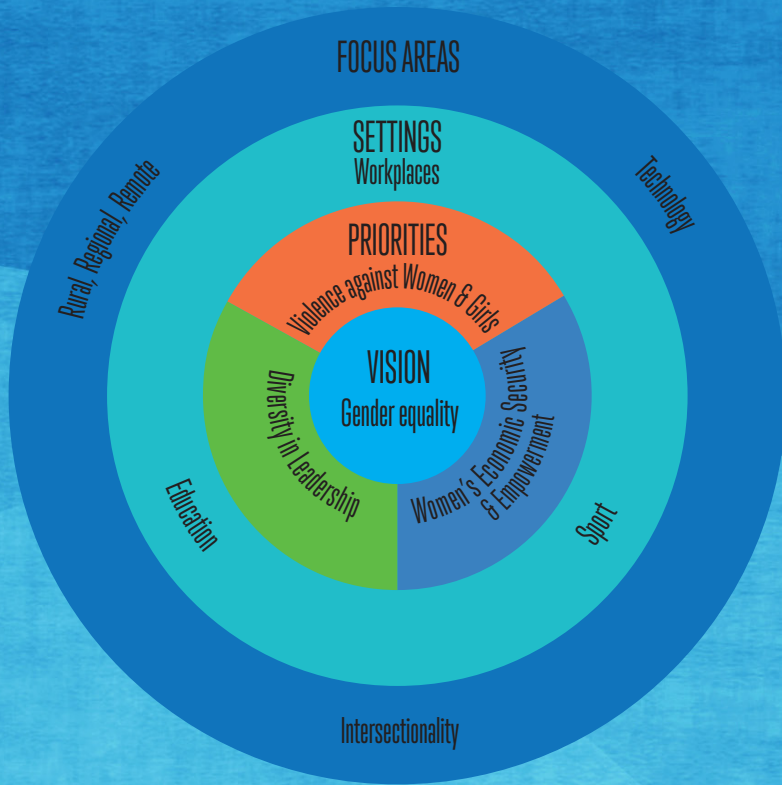 FOCUS AREAS
Rural, Regional, Remote
Technology
Intersectionality
SETTINGS
Workplaces
Education
Sport
PRIORITIES
Violence against Women & Girls
Diversity in Leadership
Women's Economic Security
& Empowerment
VISION
Gender equality